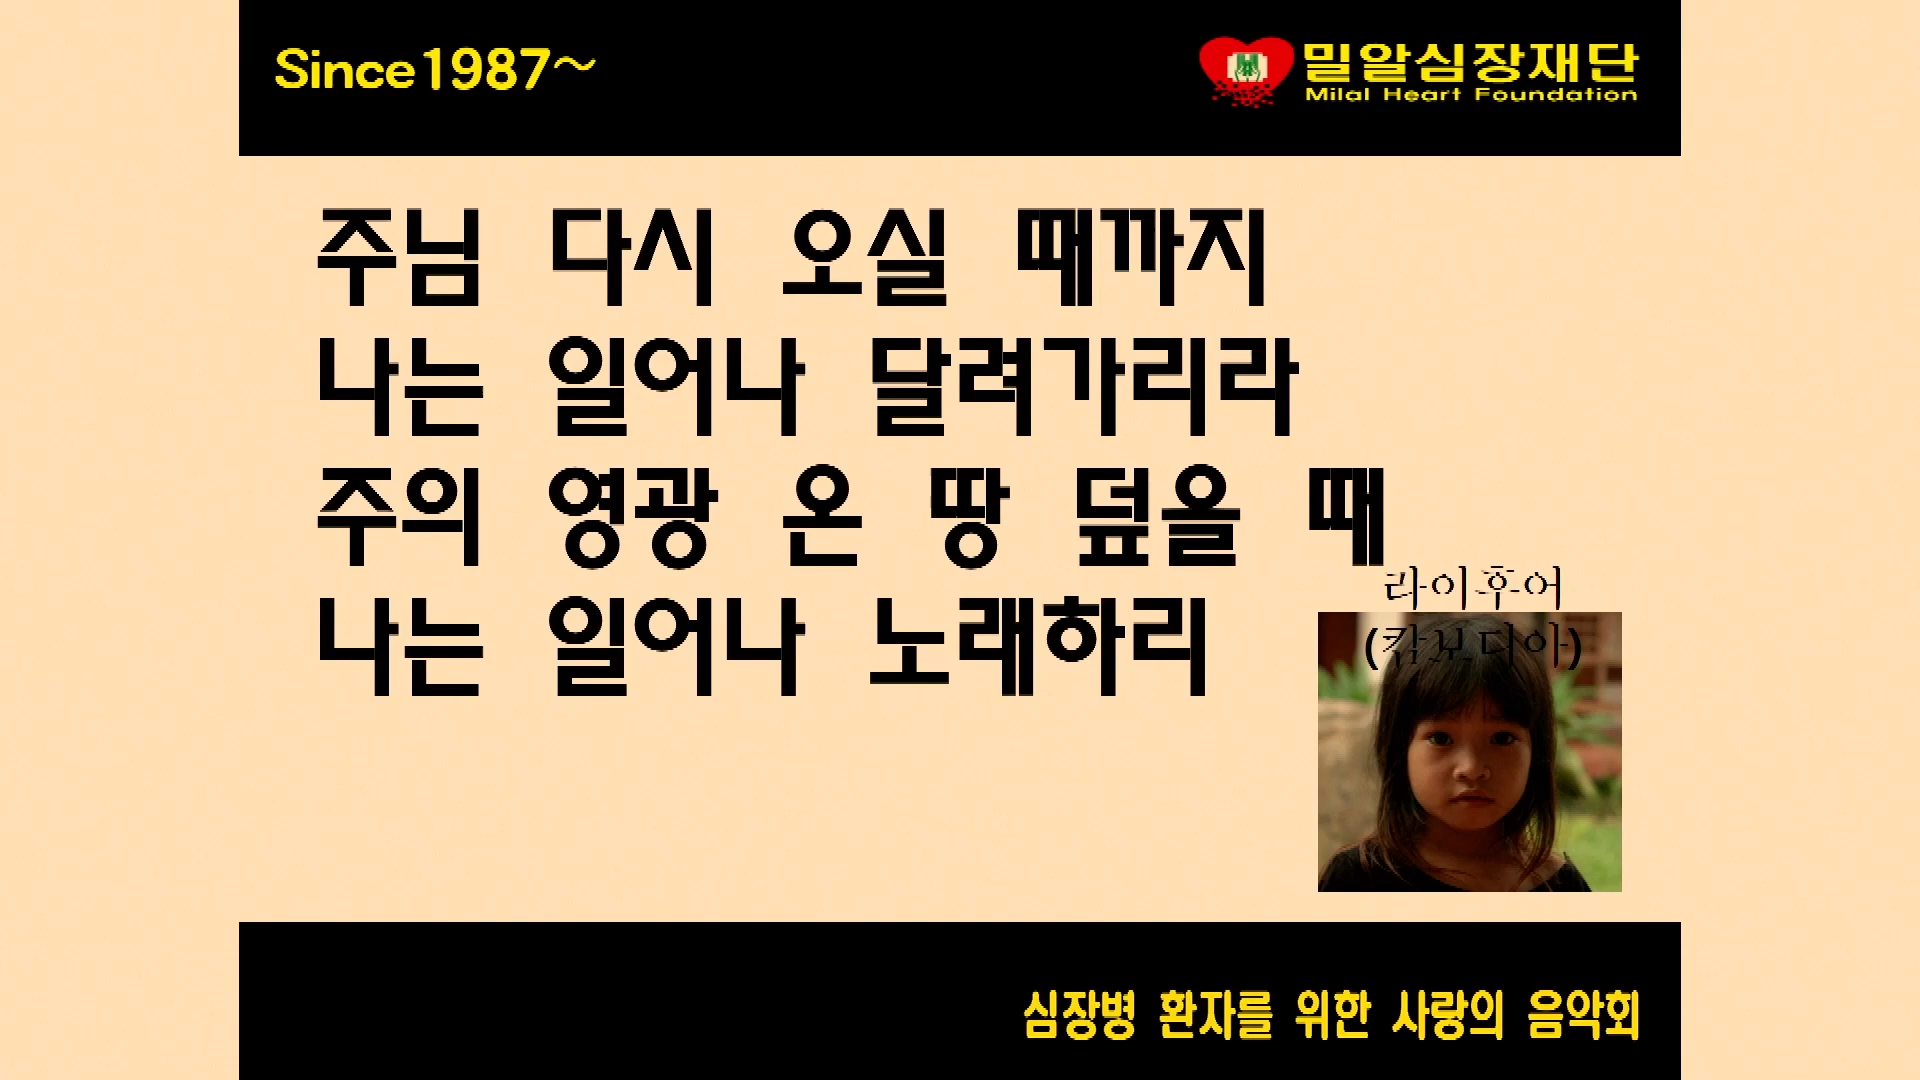 Since1987~
밀알심장재단
Milal Heart Foundation
주님 다시 오실 때까지
나는 일어나 달려가리라
주의 영광 온 땅 덮올 때
나는 일어나 노래하리
라이후어
(캄보디아)
심장병 환자를 위한 사랑의 음악회